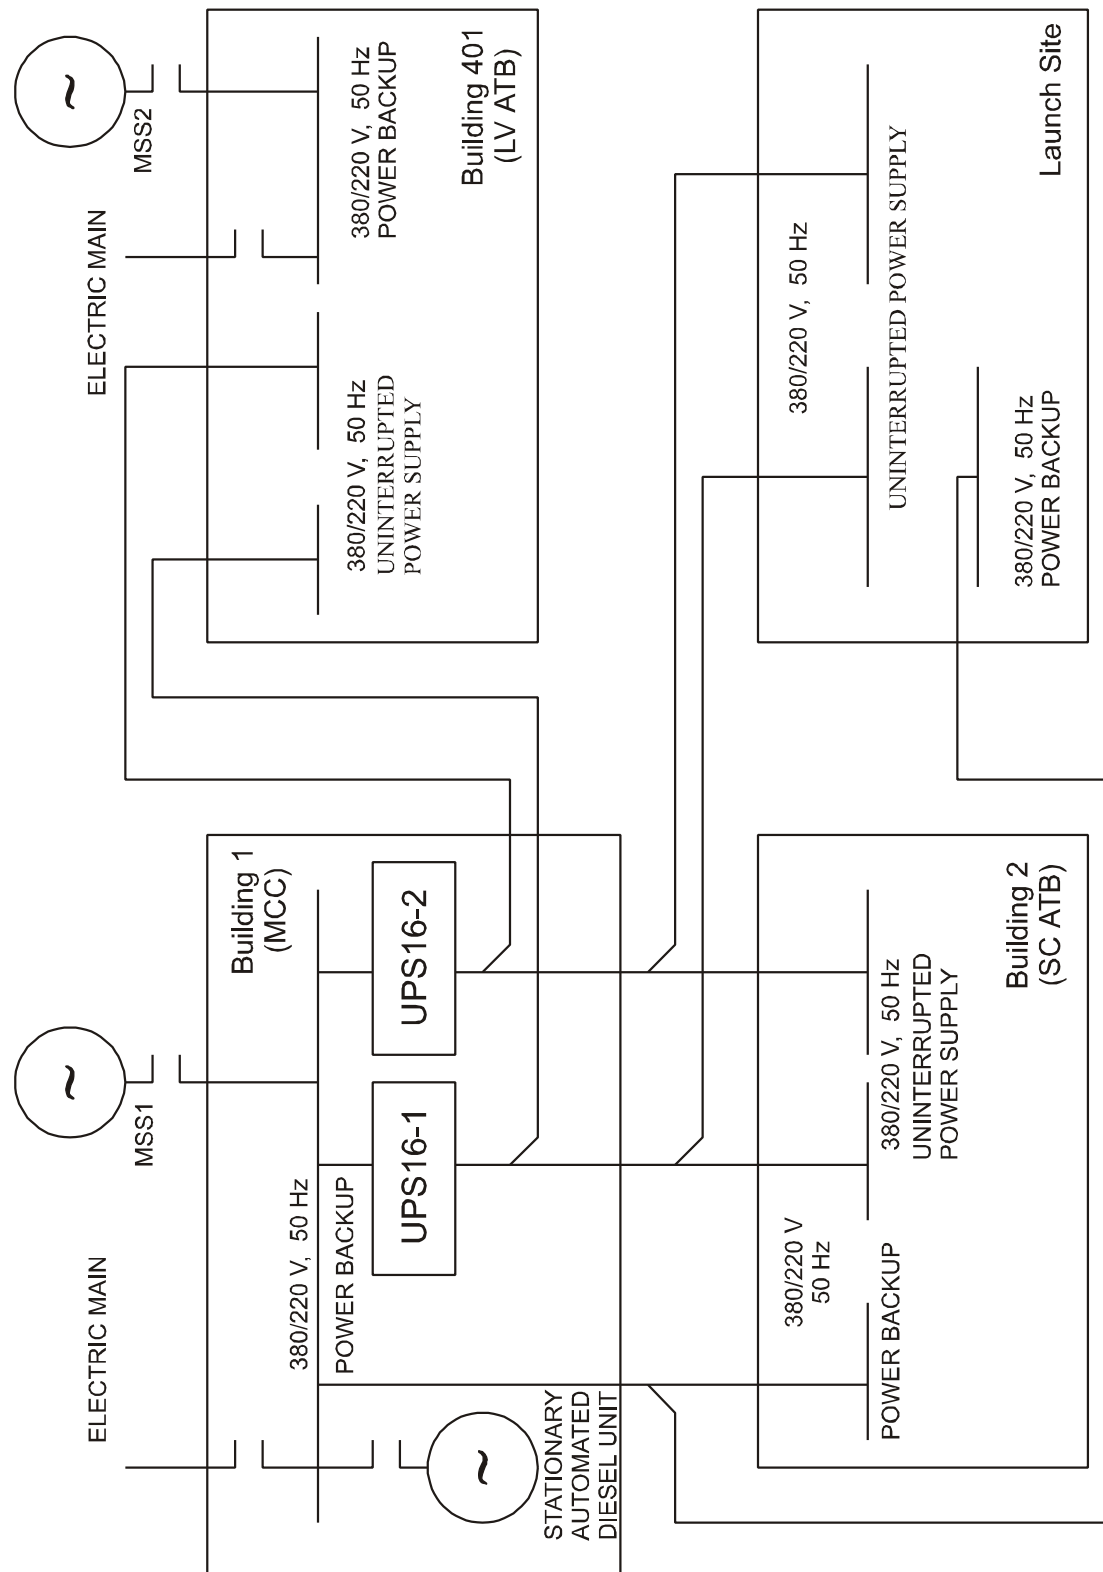 ELECTRIC MAIN
MSS1
ELECTRIC MAIN
MSS2
Building 1
(MCC)
380/220 V, 50 Hz
POWER BACKUP
UPS16-1
UPS16-2
STATIONARY
AUTOMATED
DIESEL UNIT
380/220 V, 50 Hz
UNINTERRUPTED
POWER SUPPLY
380/220 V, 50 Hz
POWER BACKUP
Building 401
(LV ATB)
380/220 V
50 Hz
POWER BACKUP
380/220 V, 50 Hz
UNINTERRUPTED
POWER SUPPLY
Building 2
(SC ATB)
380/220 V, 50 Hz
UNINTERRUPTED POWER SUPPLY
380/220 V, 50 Hz
POWER BACKUP
Launch Site